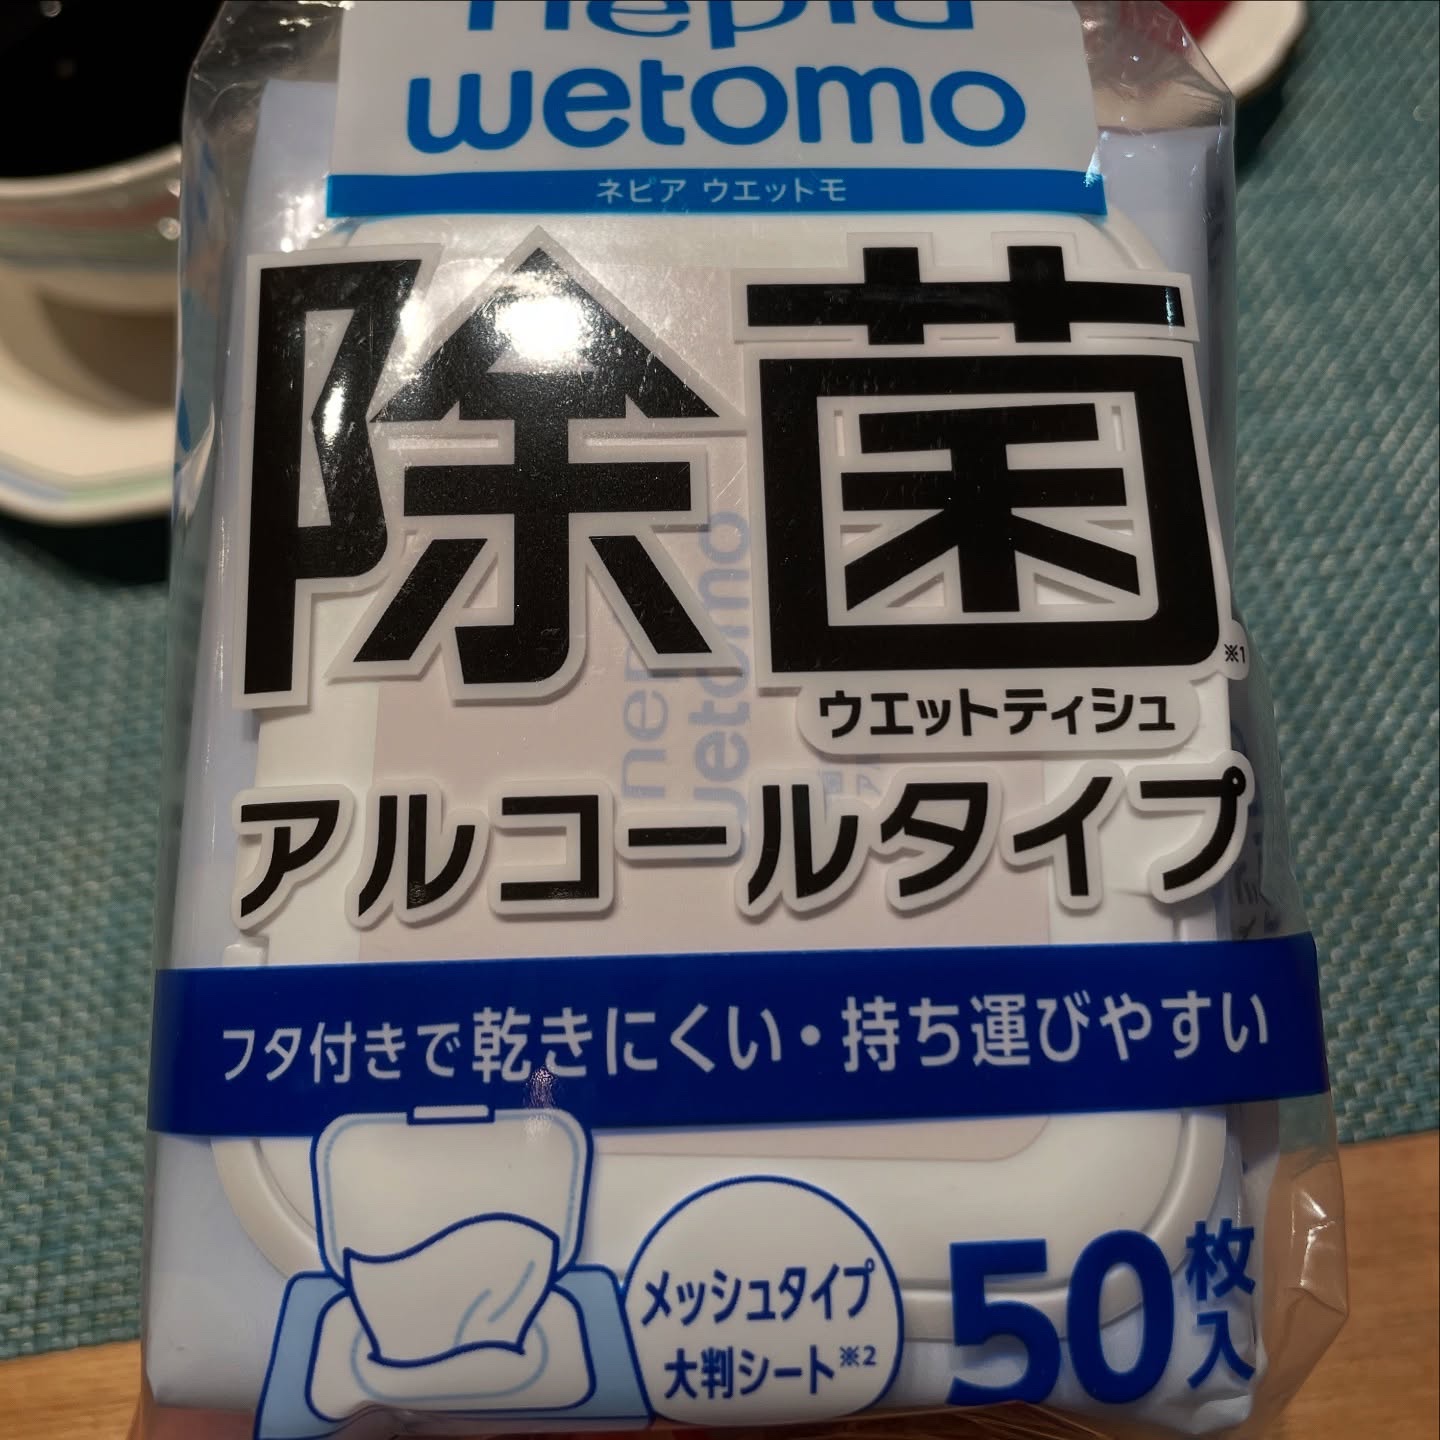 nepia
wetomo
ネピア ウエットモ
除菌※1
ウエットティシュ
アルコールタイプ
フタ付きで乾きにくい・持ち運びやすい
メッシュタイプ
大判シート※2
50枚入
nepia
wetomo